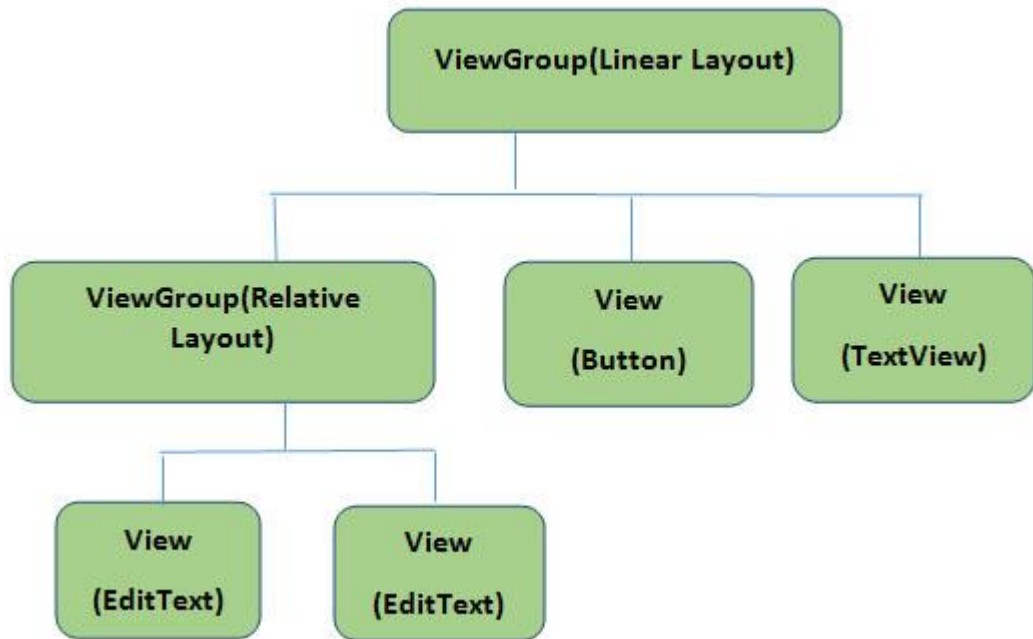 ViewGroup(Linear Layout)
ViewGroup(Relative
Layout)
View
(Button)
View
(TextView)
View
(EditText)
View
(EditText)